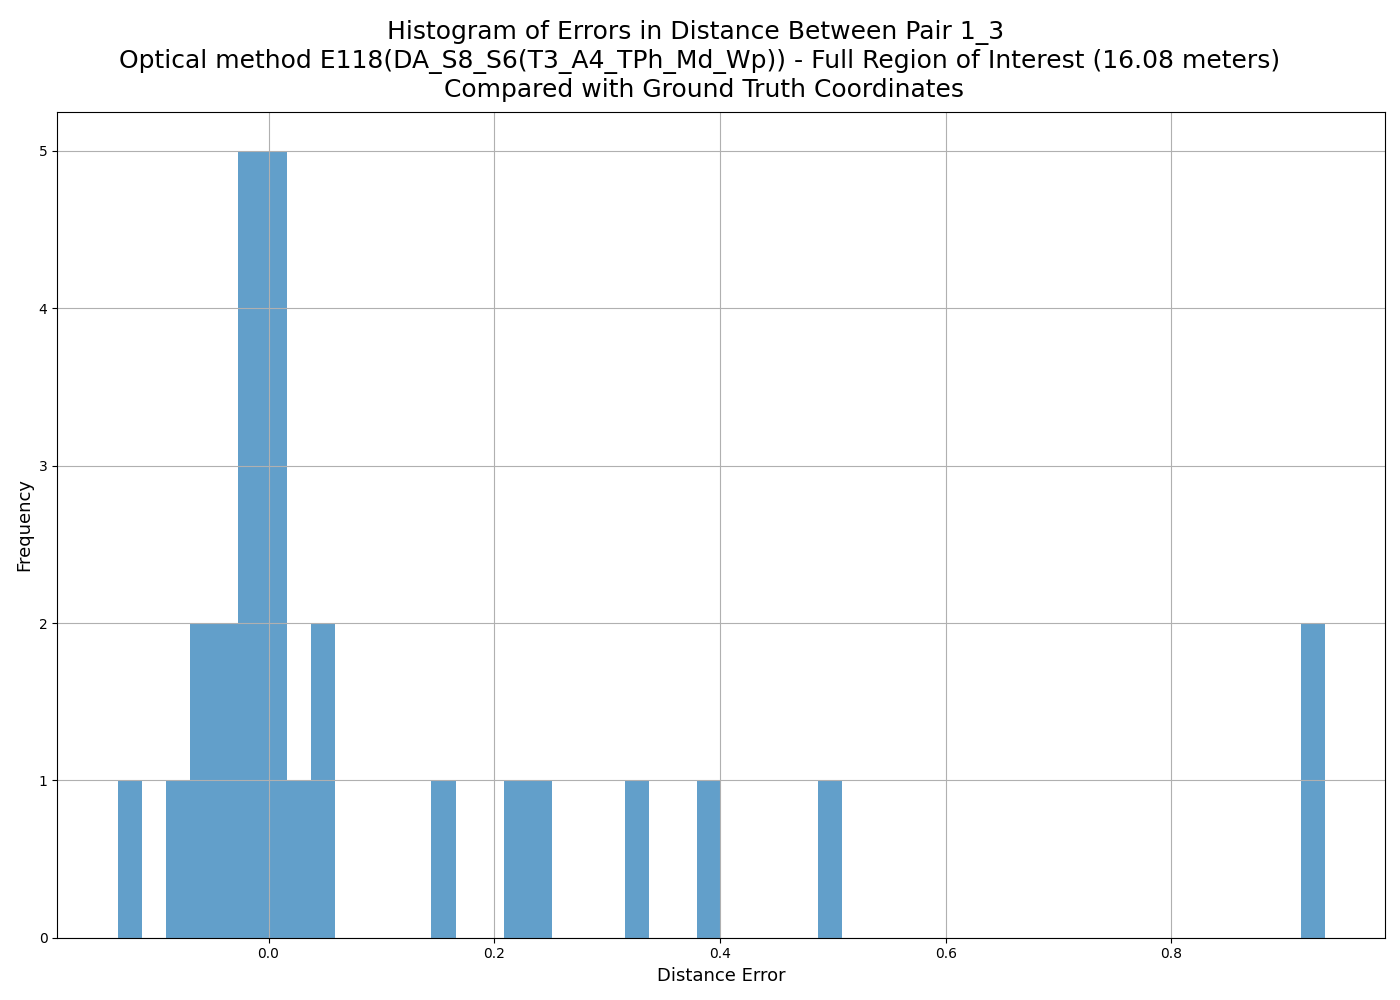 Histogram of Errors in Distance Between Pair 1_3
Optical method E118(DA_S8_S6(T3_A4_TPh_Md_Wp)) - Full Region of Interest (16.08 meters)
Compared with Ground Truth Coordinates
5
4
3
2
1
0
Frequency
0.0 0.2 0.4 0.6 0.8
Distance Error